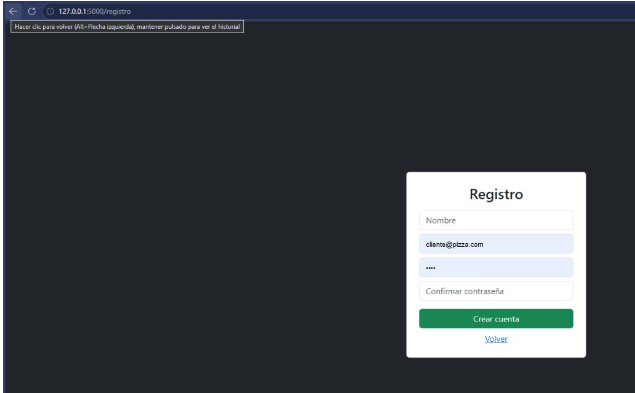 127.0.0.1:5000/registro
Hacer clic para volver (Alt+Flecha izquierda), mantener pulsado para ver el historial
Registro
Nombre
cliente@pizza.com
••••
Confirmar contraseña
Crear cuenta
Volver